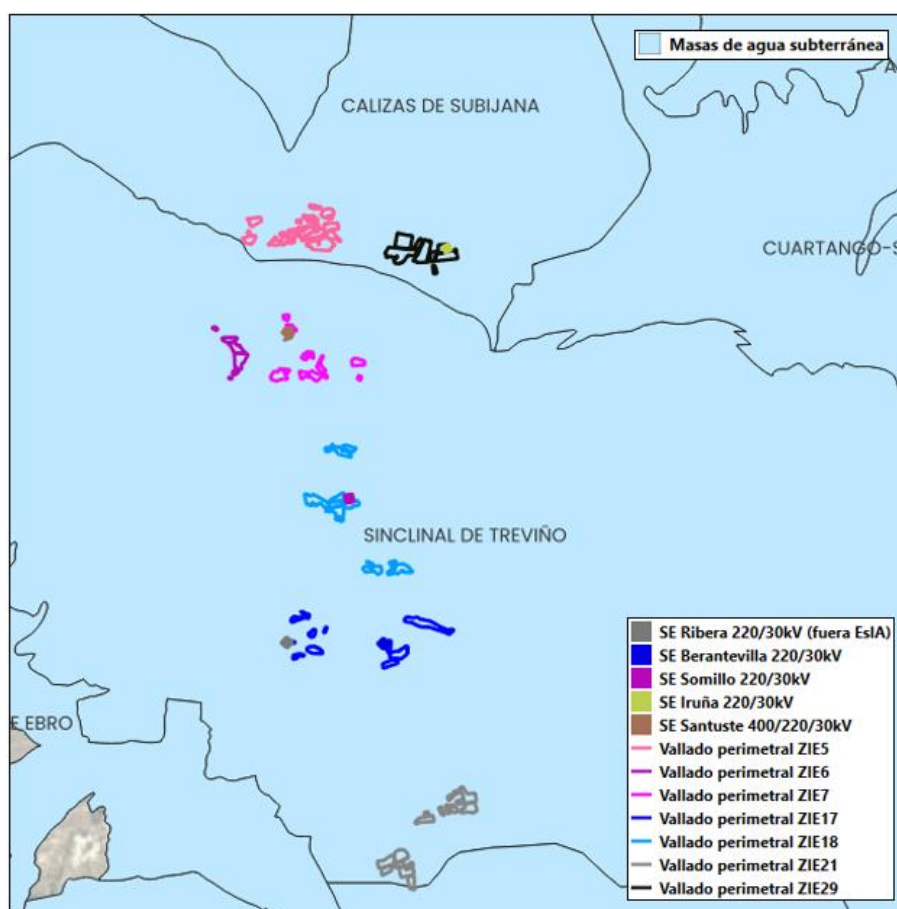 Masas de agua subterránea
CALIZAS DE SUBIJANA
CUARTANGO-S
SINCLINAL DE TREVIÑO
E EBRO
SE Ribera 220/30kV (fuera EsIA)
SE Berantevilla 220/30kV
SE Somillo 220/30kV
SE Iruña 220/30kV
SE Santuste 400/220/30kV
Vallado perimetral ZIE5
Vallado perimetral ZIE6
Vallado perimetral ZIE7
Vallado perimetral ZIE17
Vallado perimetral ZIE18
Vallado perimetral ZIE21
Vallado perimetral ZIE29